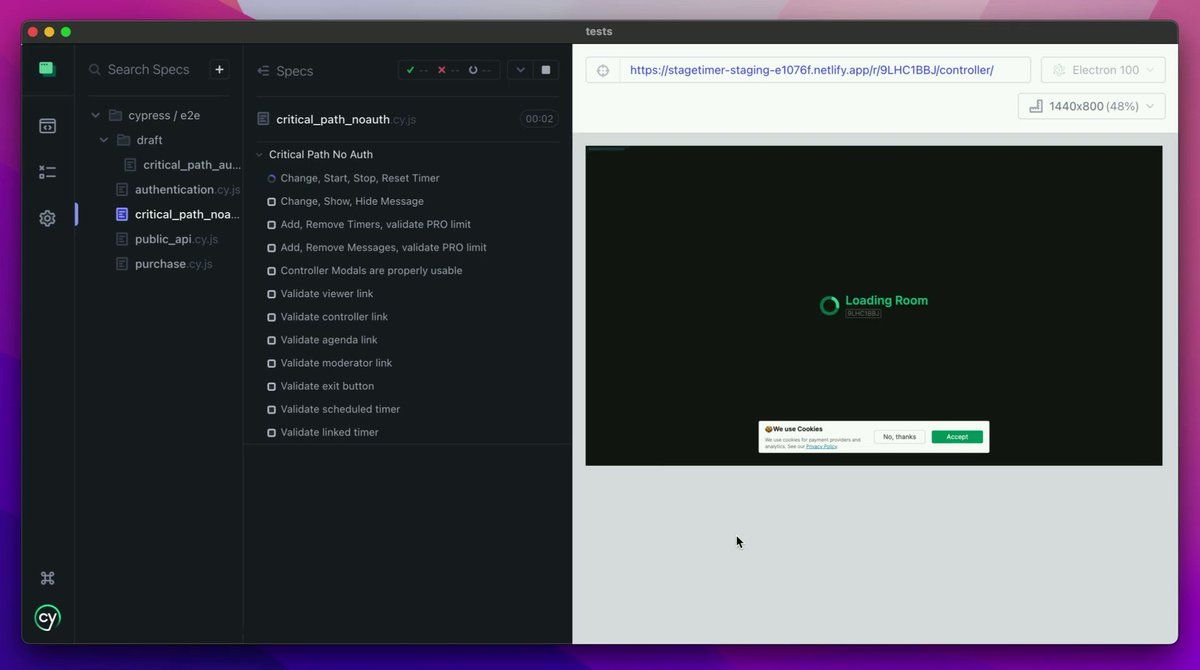 tests
Search Specs
+
cypress / e2e
draft
critical_path_au...
authentication.cy.js
critical_path_noa...
public_api.cy.js
purchase.cy.js
cy
Specs
-- -- --
critical_path_noauth.cy.js
00:02
Critical Path No Auth
Change, Start, Stop, Reset Timer
Change, Show, Hide Message
Add, Remove Timers, validate PRO limit
Add, Remove Messages, validate PRO limit
Controller Modals are properly usable
Validate viewer link
Validate controller link
Validate agenda link
Validate moderator link
Validate exit button
Validate scheduled timer
Validate linked timer
https://stagetimer-staging-e1076f.netlify.app/r/9LHC1BBJ/controller/
Electron 100
1440x800 (48%)
Loading Room
9LHC1BBJ
We use Cookies
We use cookies for payment providers and
analytics. See our Privacy Policy
No, thanks
Accept